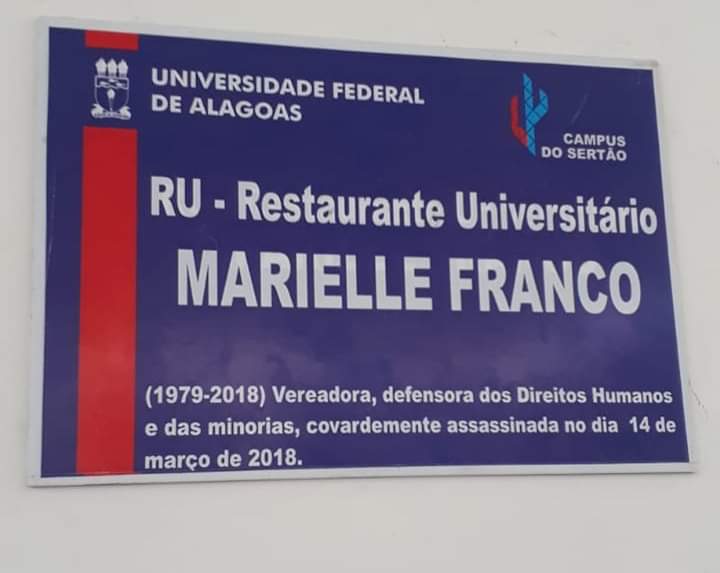 UNIVERSIDADE FEDERAL
DE ALAGOAS
CAMPUS
DO SERTÃO
RU - Restaurante Universitário
MARIELLE FRANCO
(1979-2018) Vereadora, defensora dos Direitos Humanos
e das minorias, covardemente assassinada no dia 14 de
março de 2018.